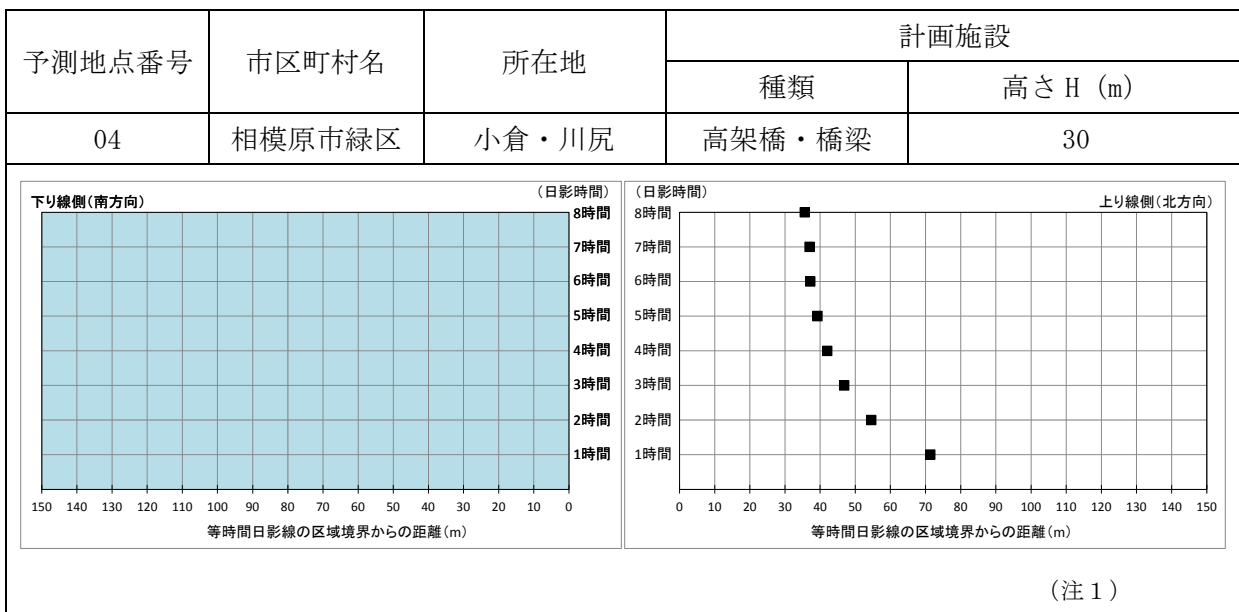 予測地点番号 市区町村名 所在地 計画施設
種類 高さ H (m)
04 相模原市緑区 小倉・川尻 高架橋・橋梁 30
下り線側(南方向) (日影時間)
8時間
7時間
6時間
5時間
4時間
3時間
2時間
1時間
150 140 130 120 110 100 90 80 70 60 50 40 30 20 10 0
等時間日影線の区域境界からの距離(m)
(日影時間) 上り線側(北方向)
8時間
7時間
6時間
5時間
4時間
3時間
2時間
1時間
0 10 20 30 40 50 60 70 80 90 100 110 120 130 140 150
等時間日影線の区域境界からの距離(m)
(注1)